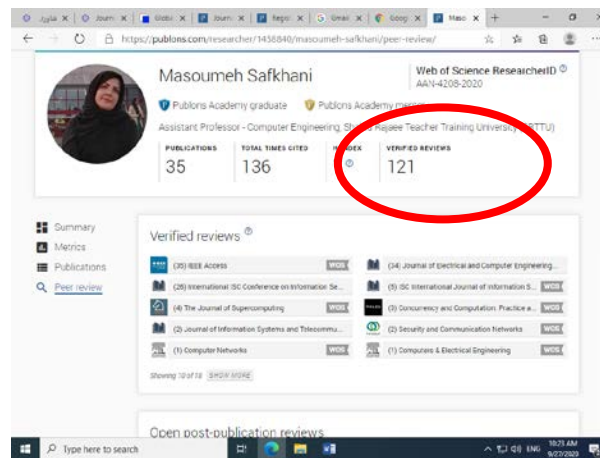 Journ
Journ
Gmail
Maso
https://publons.com/researcher/1458840/masoumeh-safkhani/peer-review/
Masoumeh Safkhani
Web of Science ResearcherID
AAN-4208-2020
Publons Academy graduate
Publons Academy mentor
Assistant Professor - Computer Engineering, Rajaee Teacher Training University
PUBLICATIONS
TOTAL TIMES CITED
VERIFIED REVIEWS
35
136
121
Summary
Metrics
Publications
Peer review
Verified reviews
(35) IEEE Access
WOS
(34) Journal of Electrical and Computer Engineering...
(26) International ISC Conference on Information Se...
(5) ISC International Journal of Information S...
WOS
(4) The Journal of Supercomputing
WOS
(3) Concurrency and Computation: Practice a...
WOS
(2) Journal of Information Systems and Telecommu...
(2) Security and Communication Networks
WOS
(1) Computer Networks
WOS
(1) Computers & Electrical Engineering
WOS
Showing 10 of 18
SHOW MORE
Open post-publication reviews
Type here to search
ENG
10:23 AM
9/27/2020